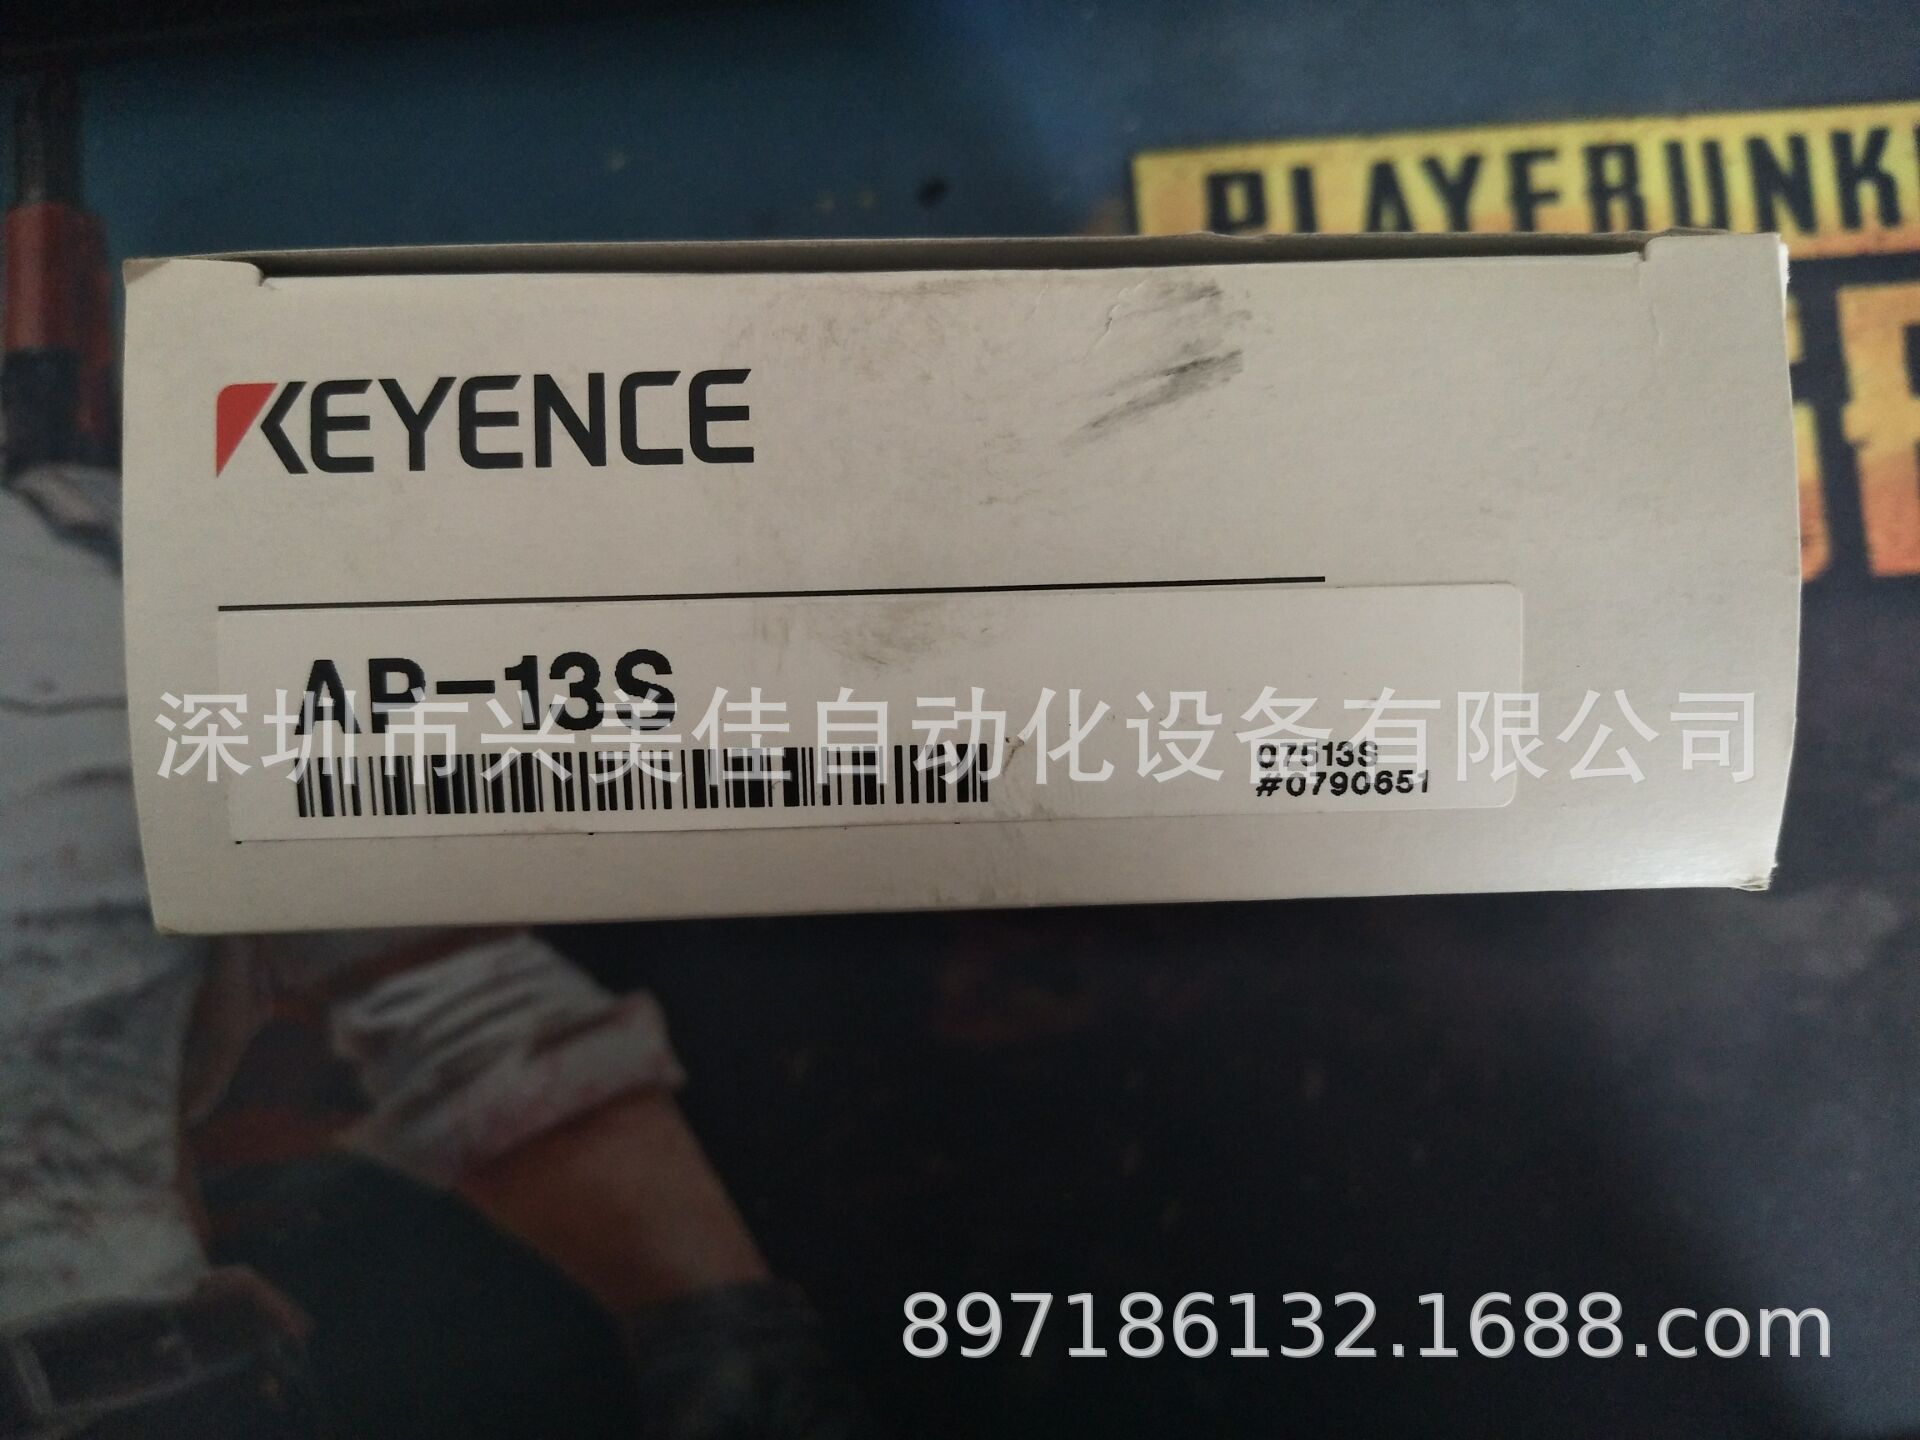 PLAYERUNK
KEYENCE
AP-13S
深圳市兴美佳自动化设备有限公司
07513S
#0790651
897186132.1688.com